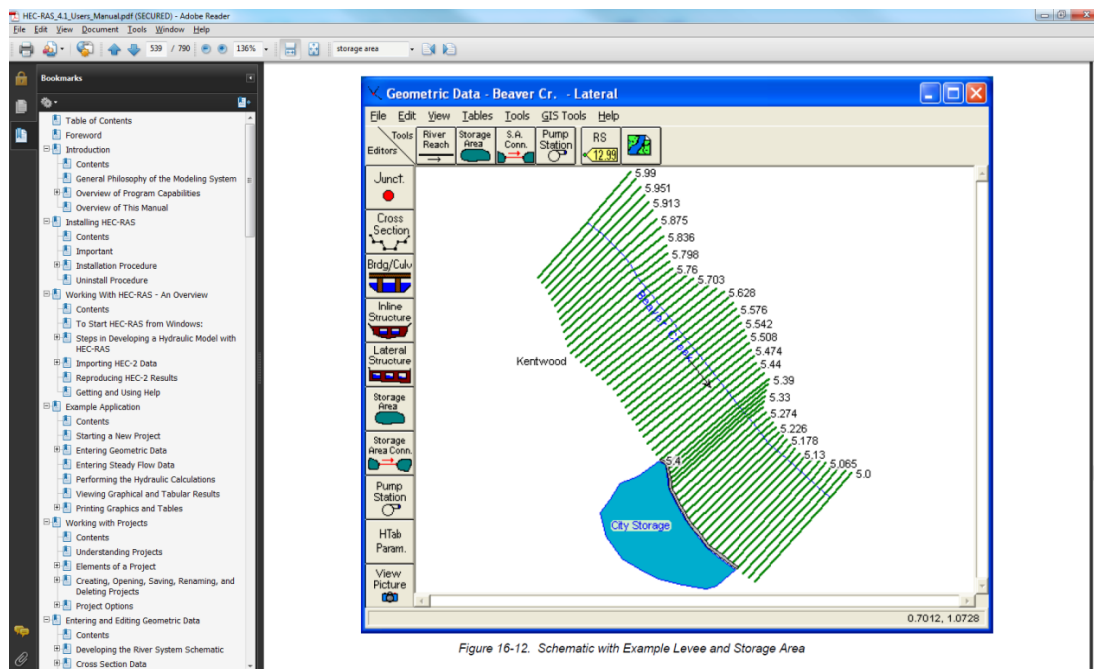 HEC-RAS_4.1_Users_Manual.pdf (SECURED) - Adobe Reader
File Edit View Document Tools Window Help
539 / 790 136% storage area
Bookmarks
Table of Contents
Foreword
Introduction
Contents
General Philosophy of the Modeling System
Overview of Program Capabilities
Overview of This Manual
Installing HEC-RAS
Contents
Important
Installation Procedure
Uninstall Procedure
Working With HEC-RAS - An Overview
Contents
To Start HEC-RAS from Windows:
Steps in Developing a Hydraulic Model with
HEC-RAS
Importing HEC-2 Data
Reproducing HEC-2 Results
Getting and Using Help
Example Application
Contents
Starting a New Project
Entering Geometric Data
Entering Steady Flow Data
Performing the Hydraulic Calculations
Viewing Graphical and Tabular Results
Printing Graphics and Tables
Working with Projects
Contents
Understanding Projects
Elements of a Project
Creating, Opening, Saving, Renaming, and
Deleting Projects
Project Options
Entering and Editing Geometric Data
Contents
Developing the River System Schematic
Cross Section Data
Geometric Data - Beaver Cr. - Lateral
File Edit View Tables Tools GIS Tools Help
Tools
Editors
River
Reach
Storage
Area
S.A.
Conn.
Pump
Station
RS
12.99
Junct.
Cross
Section
Brdg/Culv
Inline
Structure
Lateral
Structure
Storage
Area
Storage
Area Conn.
Pump
Station
HTab
Param.
View
Picture
5.99
5.951
5.913
5.875
5.836
5.798
5.76
5.703
5.628
5.576
5.542
5.508
5.474
5.44
5.39
5.33
5.274
5.226
5.178
5.13
5.065
5.0
Beaver Creek
Kentwood
5.4
City Storage
0.7012, 1.0728
Figure 16-12. Schematic with Example Levee and Storage Area